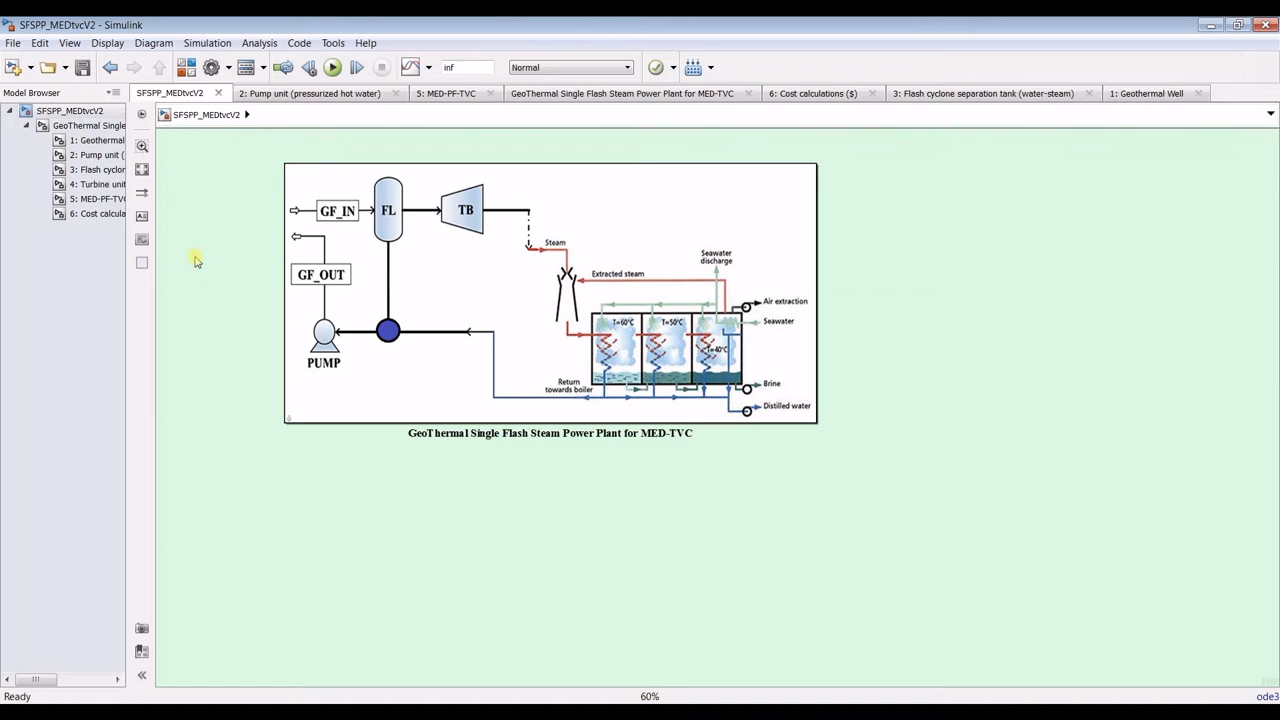 SFSPP_MEDtvcV2 - Simulink
File Edit View Display Diagram Simulation Analysis Code Tools Help
inf Normal
Model Browser
SFSPP_MEDtvcV2
2: Pump unit (pressurized hot water)
5: MED-PF-TVC
GeoThermal Single Flash Steam Power Plant for MED-TVC
6: Cost calculations ($)
3: Flash cyclone separation tank (water-steam)
1: Geothermal Well
SFSPP_MEDtvcV2
GeoThermal Single
1: Geothermal
2: Pump unit (
3: Flash cyclor
4: Turbine unit
5: MED-PF-TVC
6: Cost calcula
SFSPP_MEDtvcV2
GF_IN
FL
TB
GF_OUT
PUMP
Steam
Extracted steam
Seawater
discharge
Air extraction
Seawater
T=60°C
T=50°C
T=40°C
Return
towards boiler
Brine
Distilled water
GeoThermal Single Flash Steam Power Plant for MED-TVC
Ready
60%
ode3